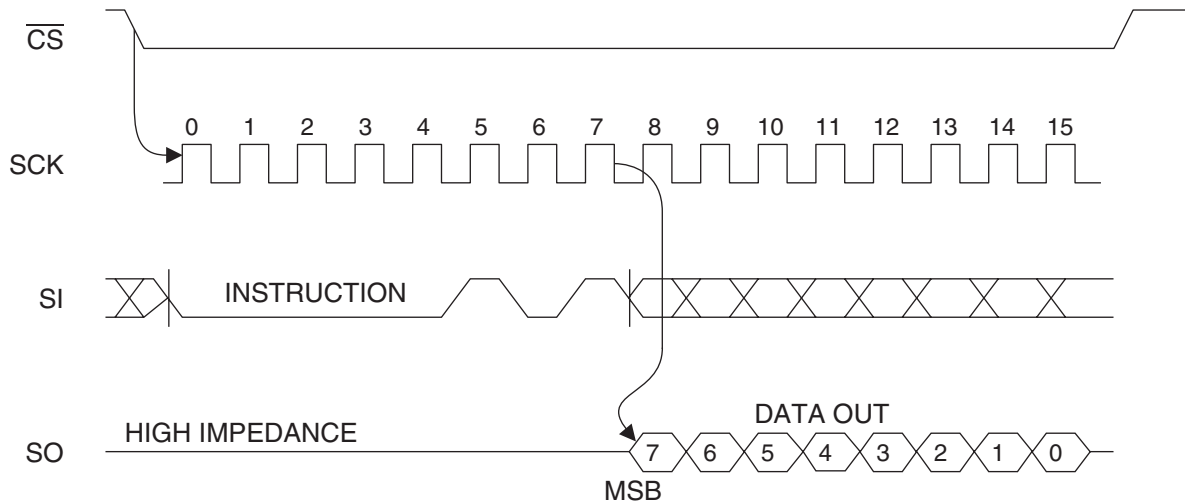 CS
0 1 2 3 4 5 6 7 8 9 10 11 12 13 14 15
SCK
SI
INSTRUCTION
DATA OUT
HIGH IMPEDANCE
SO
7 6 5 4 3 2 1 0
MSB